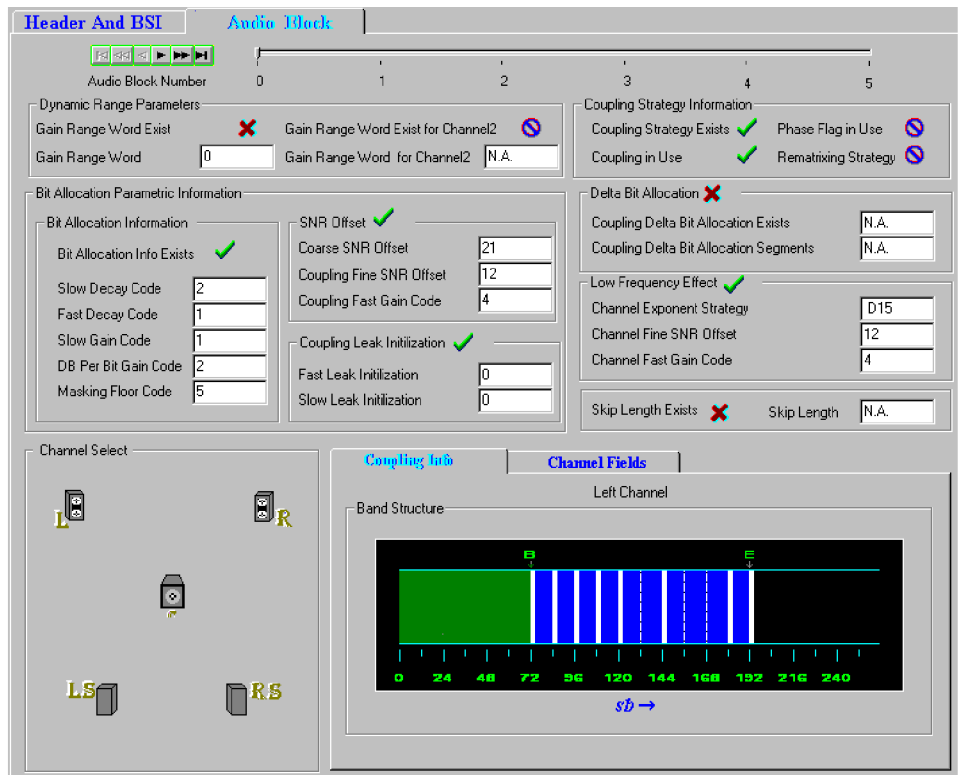 Header And BSI
Audio Block
Audio Block Number
0 1 2 3 4 5
Dynamic Range Parameters
Gain Range Word Exist
Gain Range Word Exist for Channel2
Gain Range Word 0
Gain Range Word for Channel2 N.A.
Coupling Strategy Information
Coupling Strategy Exists
Phase Flag in Use
Coupling in Use
Rematrixing Strategy
Bit Allocation Parametric Information
Bit Allocation Information
Bit Allocation Info Exists
Slow Decay Code 2
Fast Decay Code 1
Slow Gain Code 1
DB Per Bit Gain Code 2
Masking Floor Code 5
SNR Offset
Coarse SNR Offset 21
Coupling Fine SNR Offset 12
Coupling Fast Gain Code 4
Coupling Leak Initilization
Fast Leak Initilization 0
Slow Leak Initilization 0
Delta Bit Allocation
Coupling Delta Bit Allocation Exists N.A.
Coupling Delta Bit Allocation Segments N.A.
Low Frequency Effect
Channel Exponent Strategy D15
Channel Fine SNR Offset 12
Channel Fast Gain Code 4
Skip Length Exists
Skip Length N.A.
Channel Select
L
R
C
LS
RS
Coupling Info
Channel Fields
Left Channel
Band Structure
B E
0 24 48 72 96 120 144 168 192 216 240
sb →